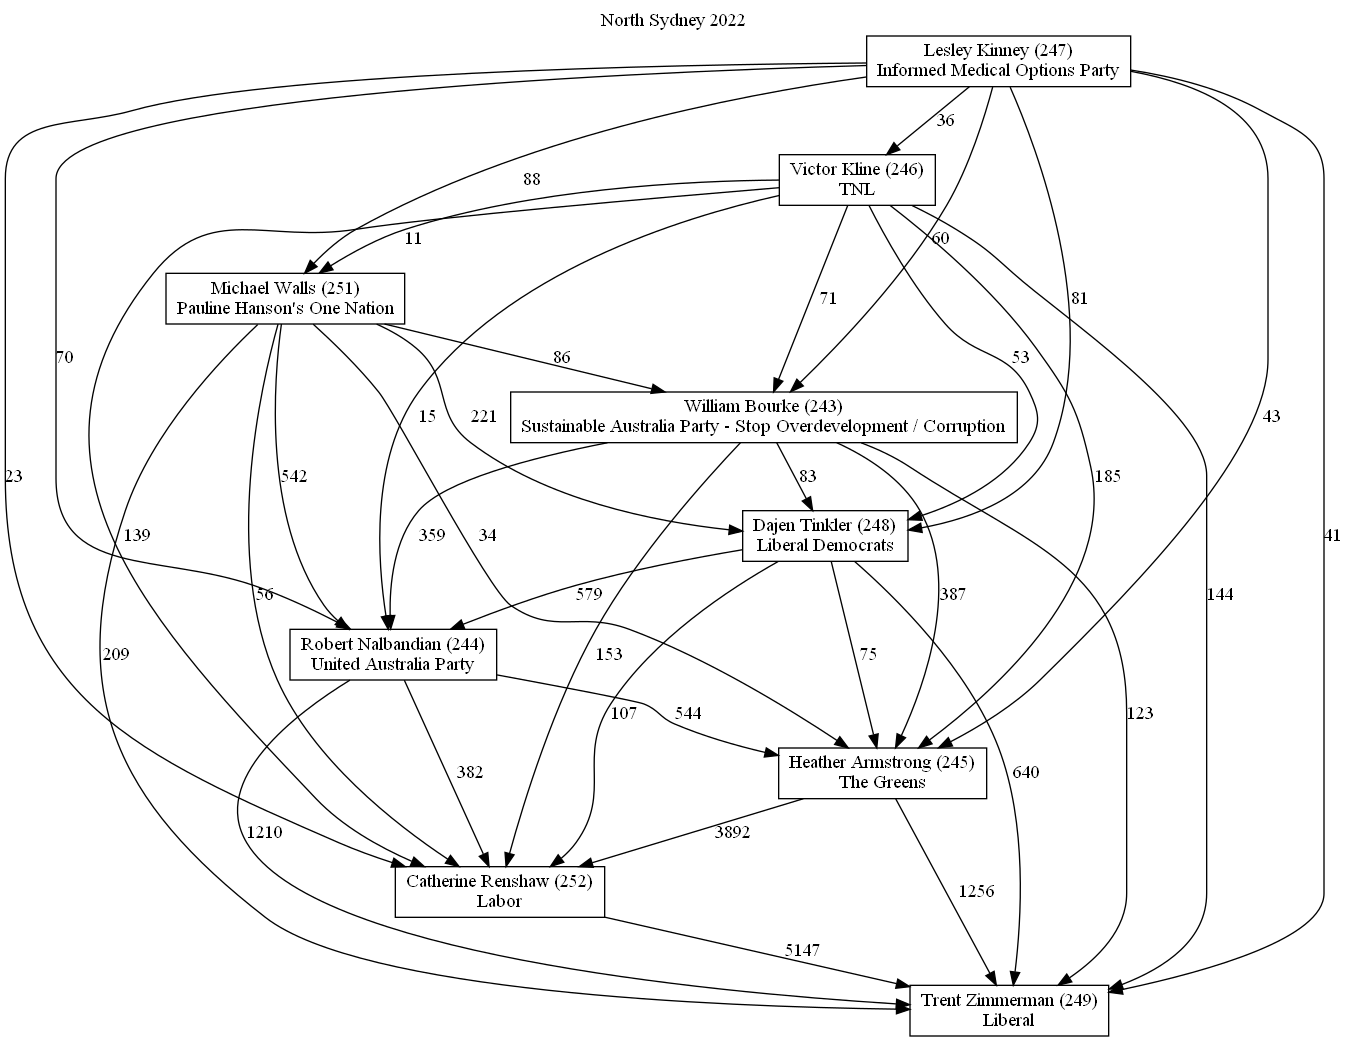 North Sydney 2022
Lesley Kinney (247)
Informed Medical Options Party
36
Victor Kline (246)
TNL
88
11
60
Michael Walls (251)
Pauline Hanson's One Nation
71
81
70
86
53
William Bourke (243)
Sustainable Australia Party - Stop Overdevelopment / Corruption
15
221
43
23
542
83
185
Dajen Tinkler (248)
Liberal Democrats
139
359
34
41
56
579
387
144
Robert Nalbandian (244)
United Australia Party
209
153
75
107
544
123
Heather Armstrong (245)
The Greens
382
640
1210
3892
Catherine Renshaw (252)
Labor
1256
5147
Trent Zimmerman (249)
Liberal